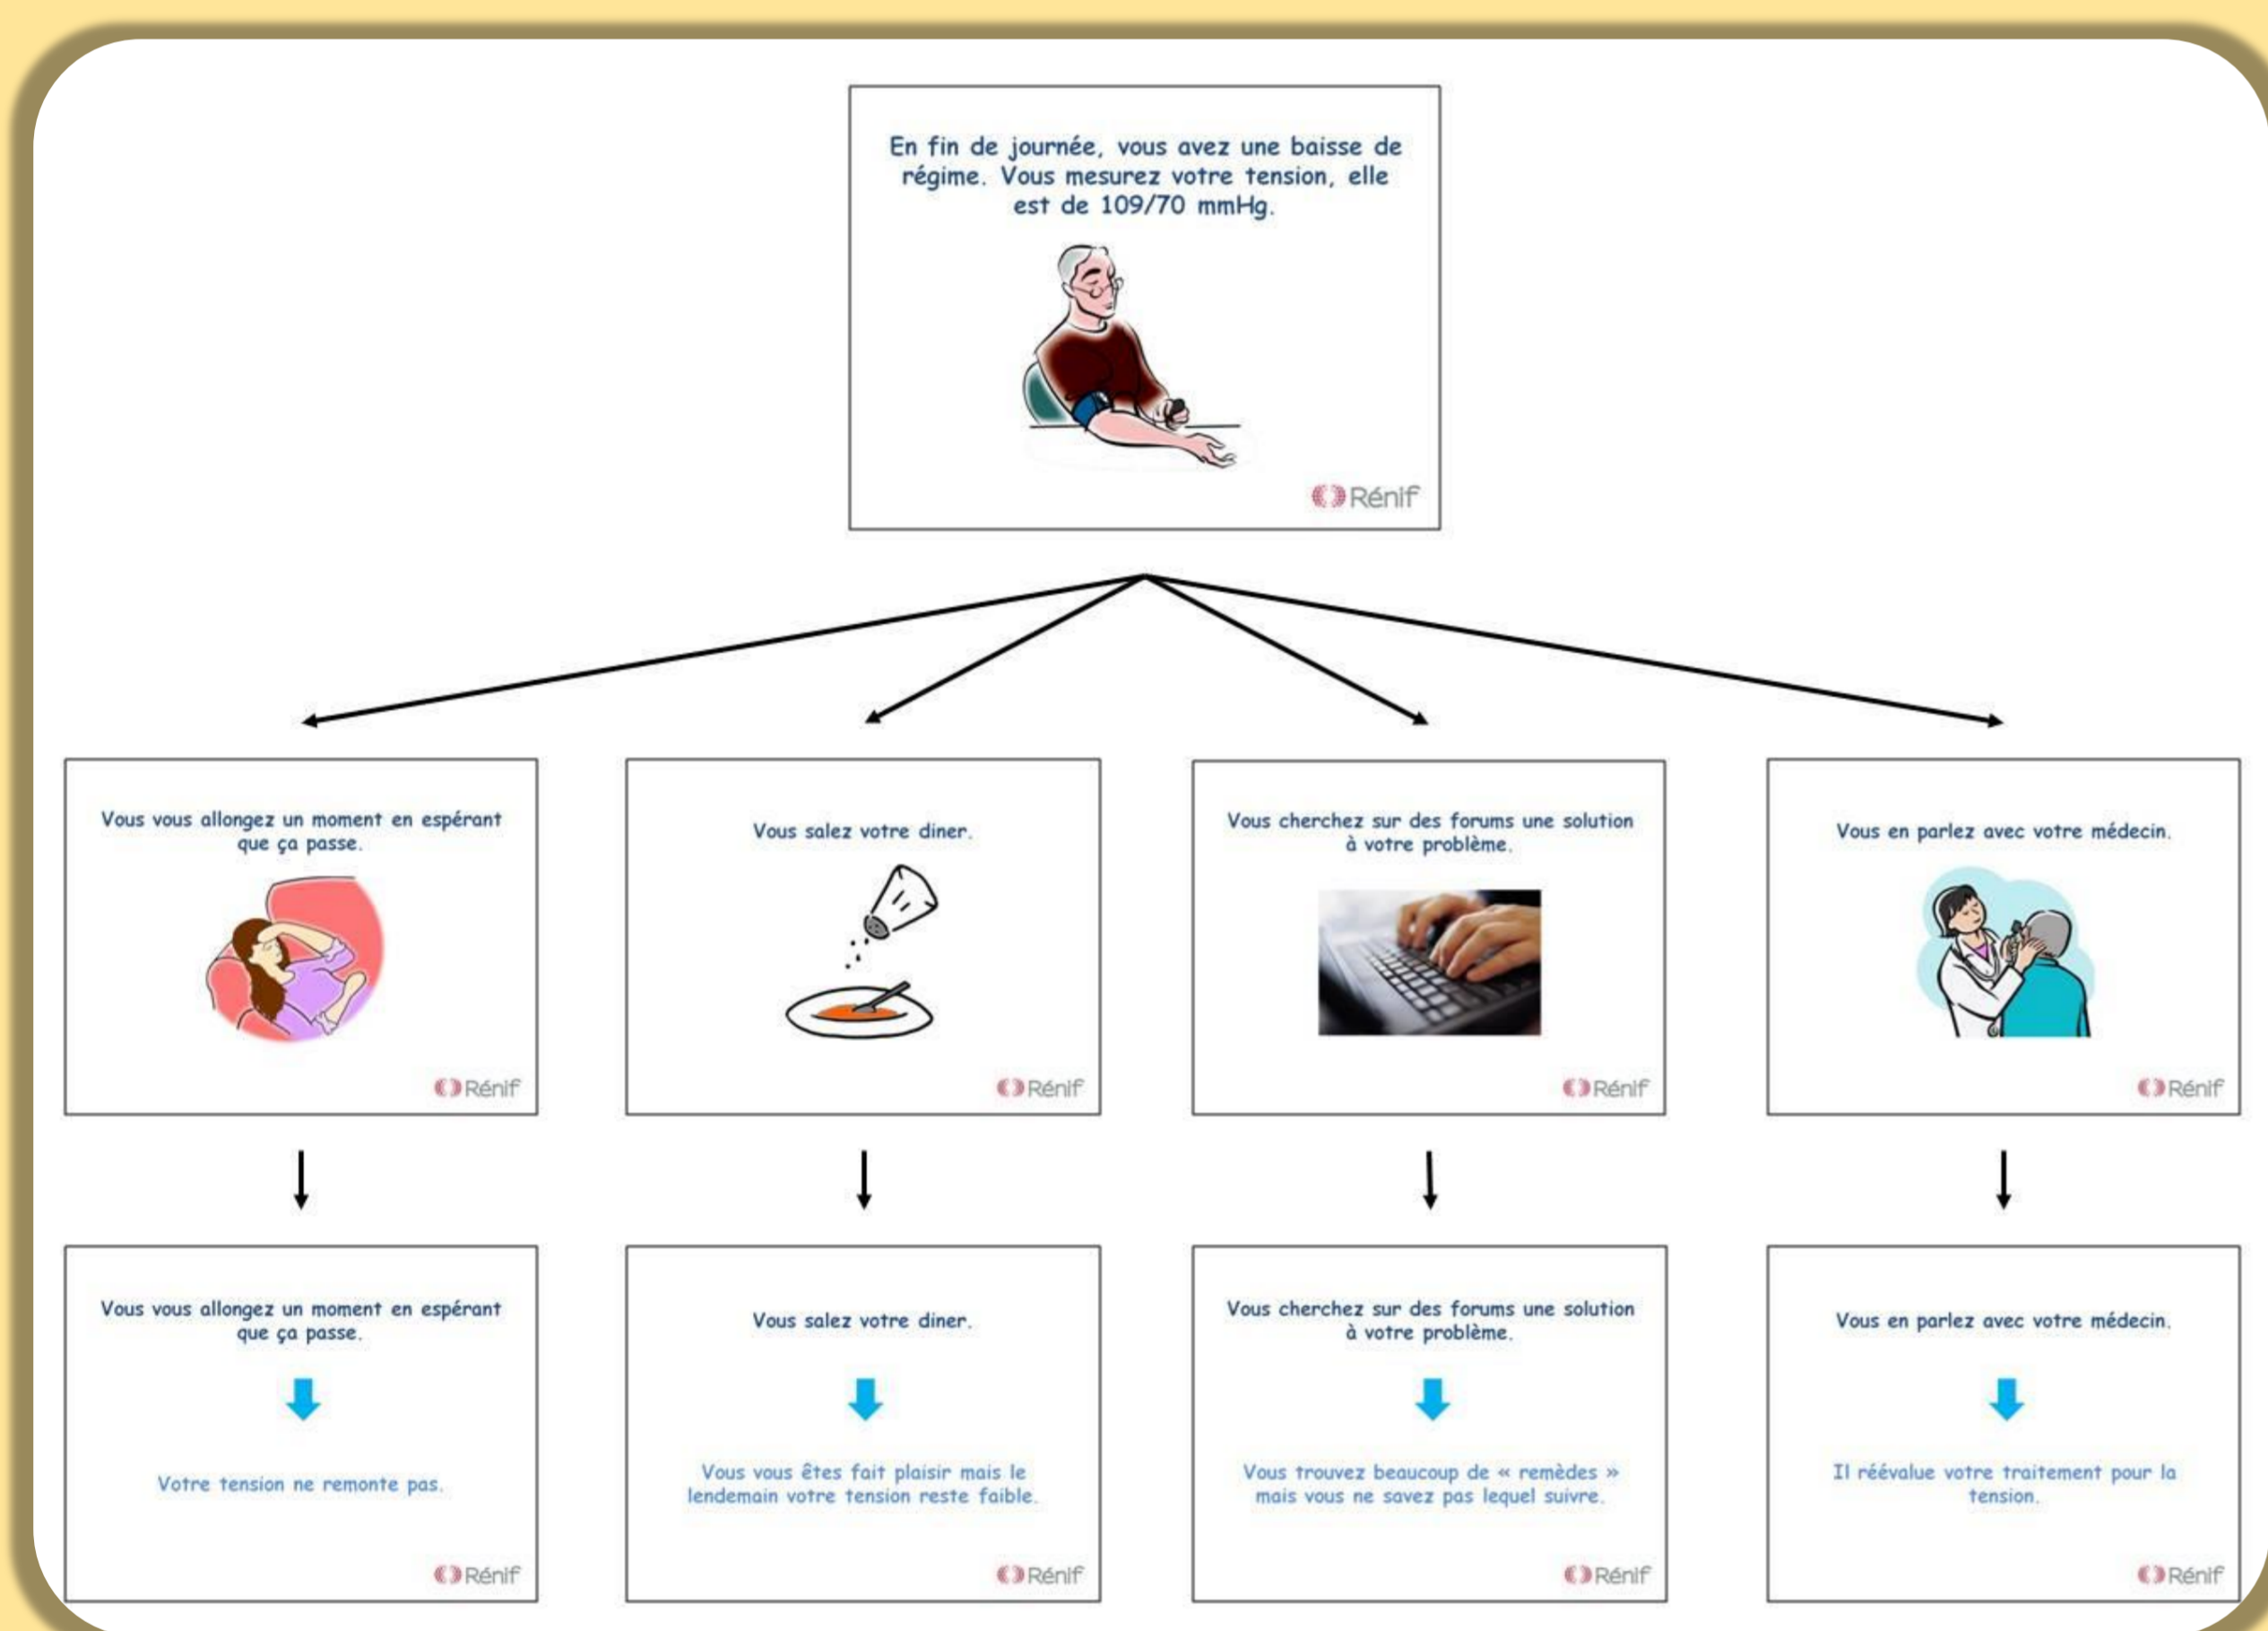 En fin de journée, vous avez une baisse de
régime. Vous mesurez votre tension, elle
est de 109/70 mmHg.
Rénif
Vous vous allongez un moment en espérant
que ça passe.
Rénif
Vous salez votre diner.
Rénif
Vous cherchez sur des forums une solution
à votre problème.
Rénif
Vous en parlez avec votre médecin.
Rénif
Vous vous allongez un moment en espérant
que ça passe.
Votre tension ne remonte pas.
Rénif
Vous salez votre diner.
Vous vous êtes fait plaisir mais le
lendemain votre tension reste faible.
Rénif
Vous cherchez sur des forums une solution
à votre problème.
Vous trouvez beaucoup de « remèdes »
mais vous ne savez pas lequel suivre.
Rénif
Vous en parlez avec votre médecin.
Il réévalue votre traitement pour la
tension.
Rénif